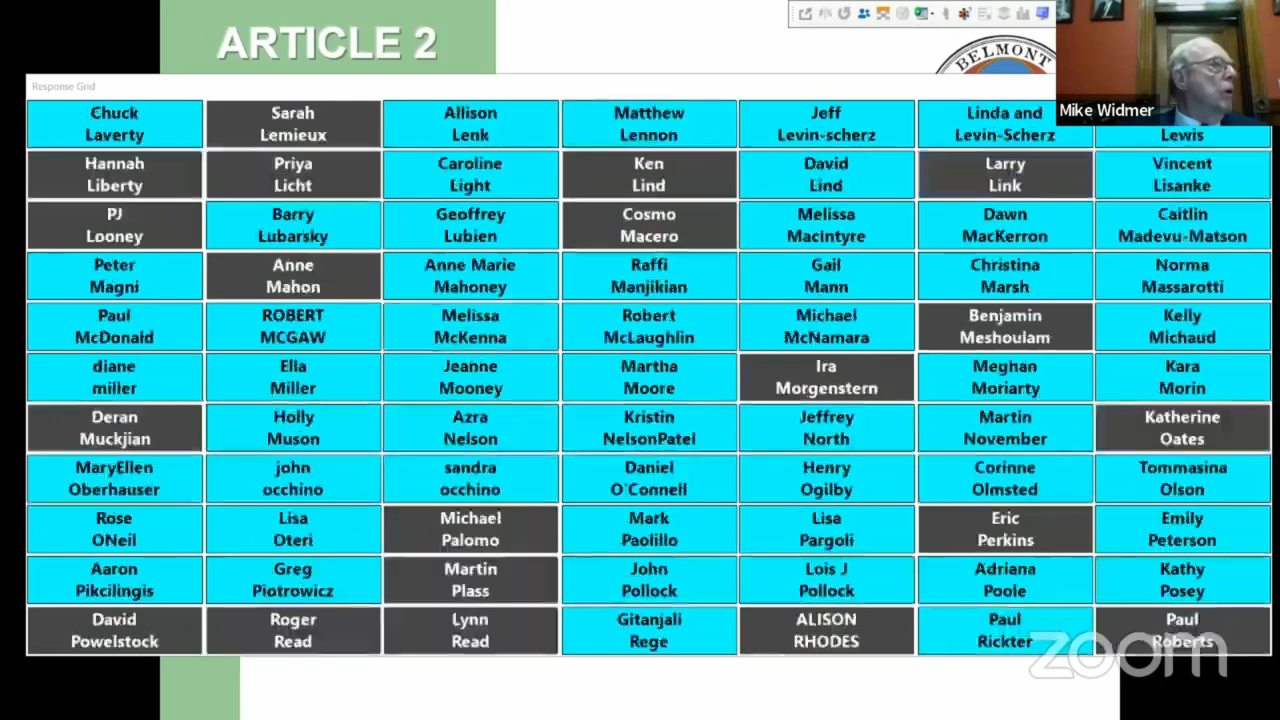 ARTICLE 2
BELMONT
Mike Widmer
Response Grid
Chuck Laverty
Sarah Lemieux
Allison Lenk
Matthew Lennon
Jeff Levin-scherz
Linda and Levin-Scherz
Lewis
Hannah Liberty
Priya Licht
Caroline Light
Ken Lind
David Lind
Larry Link
Vincent Lisanke
PJ Looney
Barry Lubarsky
Geoffrey Lubien
Cosmo Macero
Melissa MacIntyre
Dawn MacKerron
Caitlin Madevu-Matson
Peter Magni
Anne Mahon
Anne Marie Mahoney
Raffi Manjikian
Gail Mann
Christina Marsh
Norma Massarotti
Paul McDonald
ROBERT MCGAW
Melissa McKenna
Robert McLaughlin
Michael McNamara
Benjamin Meshoulam
Kelly Michaud
diane miller
Ella Miller
Jeanne Mooney
Martha Moore
Ira Morgenstern
Meghan Moriarty
Kara Morin
Deran Muckjian
Holly Muson
Azra Nelson
Kristin NelsonPatel
Jeffrey North
Martin November
Katherine Oates
MaryEllen Oberhauser
john occhino
sandra occhino
Daniel O'Connell
Henry Ogilby
Corinne Olmsted
Tommasina Olson
Rose ONeil
Lisa Oteri
Michael Palomo
Mark Paolillo
Lisa Pargoli
Eric Perkins
Emily Peterson
Aaron Pikcilingis
Greg Piotrowicz
Martin Plass
John Pollock
Lois J Pollock
Adriana Poole
Kathy Posey
David Powelstock
Roger Read
Lynn Read
Gitanjali Rege
ALISON RHODES
Paul Rickter
Paul Roberts
zoom